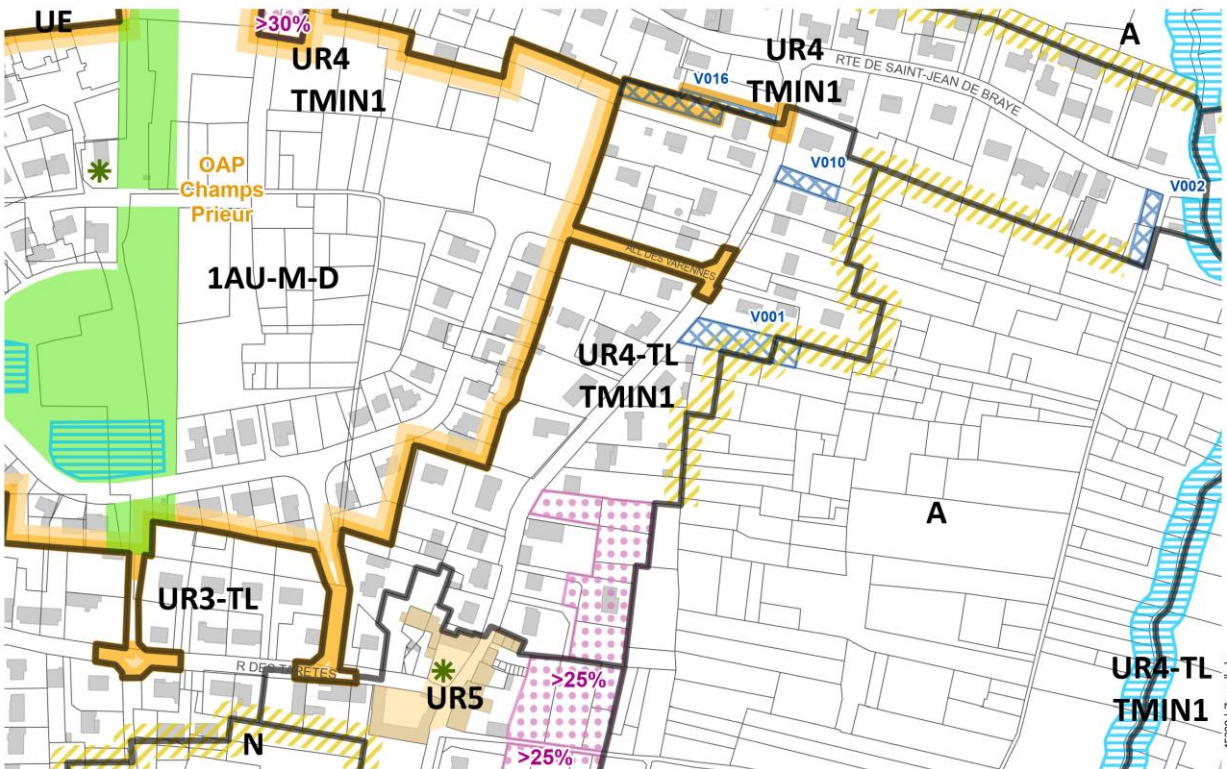 UE
>30%
UR4
TMIN1
UR4
TMIN1
A
RTE DE SAINT-JEAN DE BRAYE
V016
V010
V002
OAP
Champs
Prieur
1AU-M-D
ALL DES VARENNES
V001
UR4-TL
TMIN1
A
UR3-TL
R DES TARETES
UR5
>25%
UR4-TL
TMIN1
N
>25%